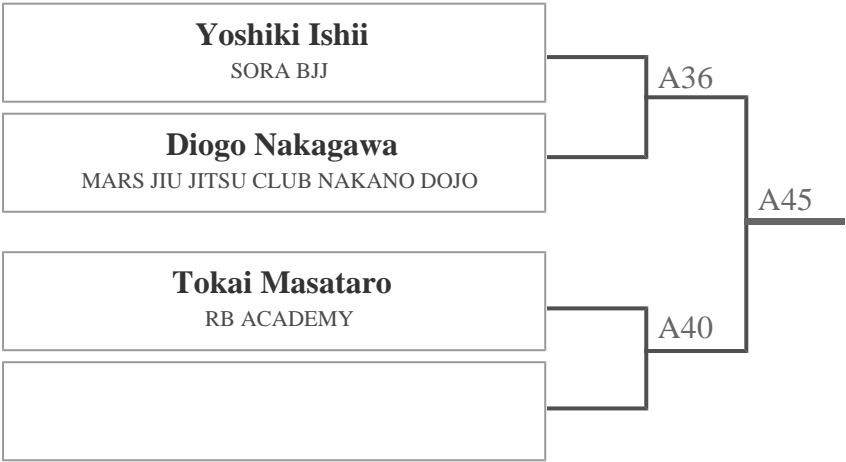 Yoshiki Ishii
SORA BJJ
A36
Diogo Nakagawa
MARS JIU JITSU CLUB NAKANO DOJO
A45
Tokai Masataro
RB ACADEMY
A40